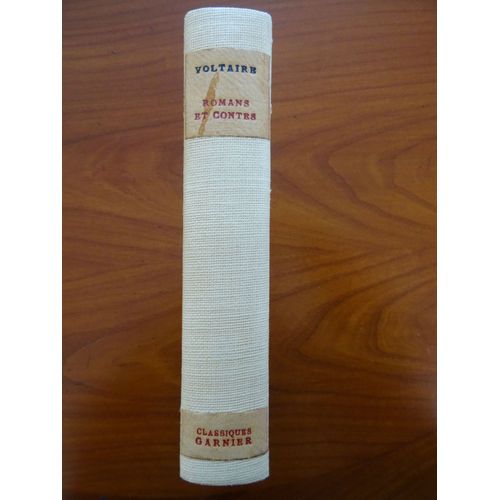 VOLTAIRE
ROMANS
ET CONTES
CLASSIQUES
GARNIER